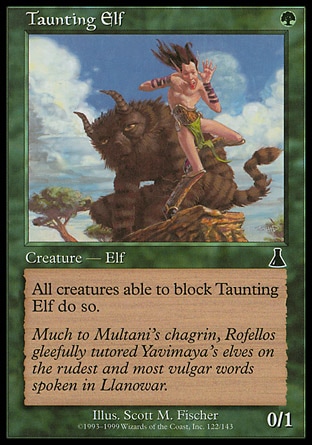 Taunting Elf
Creature — Elf
All creatures able to block Taunting
Elf do so.
Much to Multani's chagrin, Rofellos
gleefully tutored Yavimaya's elves on
the rudest and most vulgar words
spoken in Llanowar.
Illus. Scott M. Fischer
©1993-1999 Wizards of the Coast, Inc. 122/143
0/1